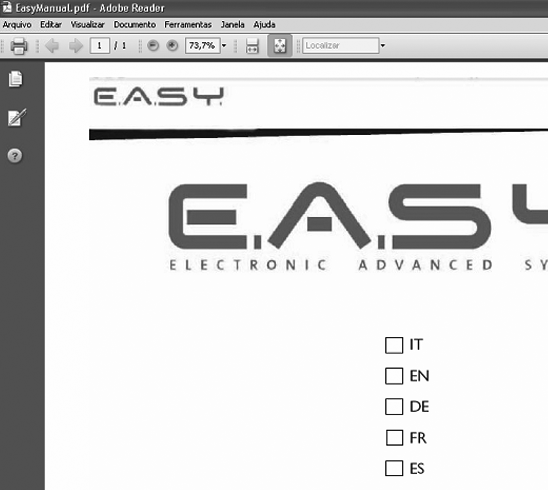 EasyManual.pdf - Adobe Reader
Arquivo Editar Visualizar Documento Ferramentas Janela Ajuda
1 / 1 73,7% Localizar
E.A.S.Y.
E.A.S.Y
ELECTRONIC ADVANCED SY
IT
EN
DE
FR
ES